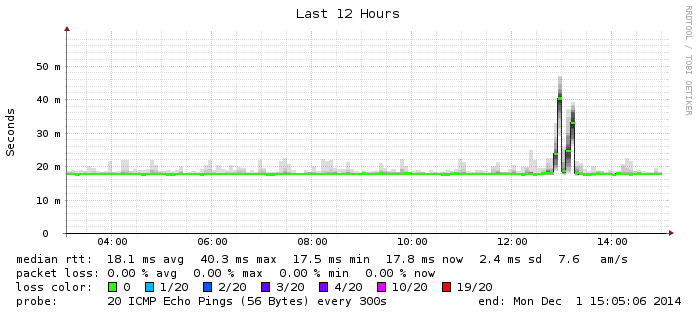 Last 12 Hours
RRDTOOL / TOBI OETIKER
Seconds
50 m
40 m
30 m
20 m
10 m
0
04:00 06:00 08:00 10:00 12:00 14:00
median rtt: 18.1 ms avg 40.3 ms max 17.5 ms min 17.8 ms now 2.4 ms sd 7.6 am/s
packet loss: 0.00 % avg 0.00 % max 0.00 % min 0.00 % now
loss color: 0 1/20 2/20 3/20 4/20 10/20 19/20
probe: 20 ICMP Echo Pings (56 Bytes) every 300s end: Mon Dec 1 15:05:06 2014